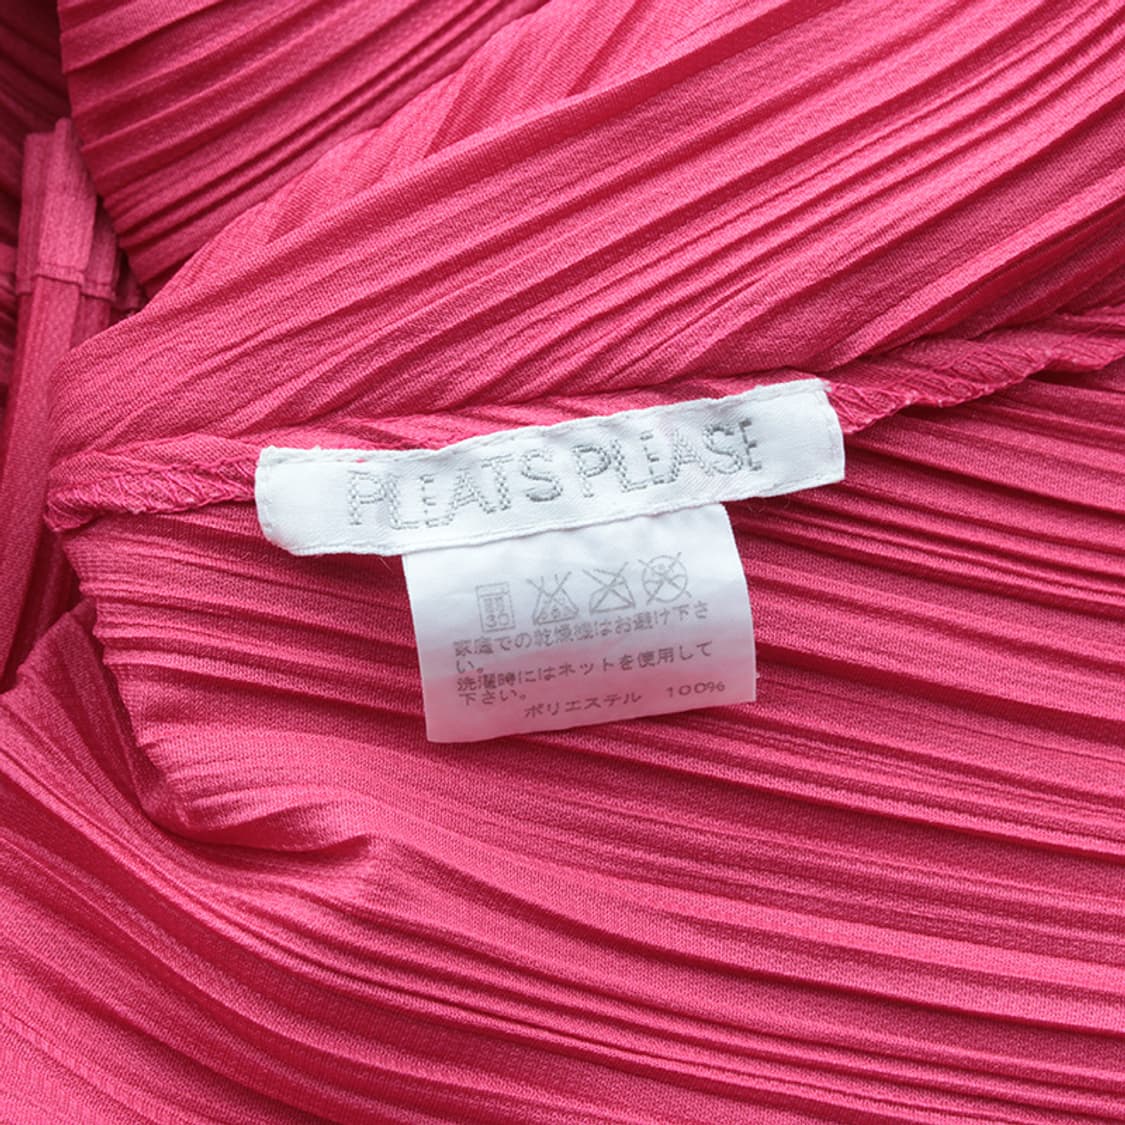 PLEATS PLEASE
弱
30
家庭での乾燥機はお避け下さ
い。
洗濯時にはネットを使用して
下さい。
ポリエステル 100%